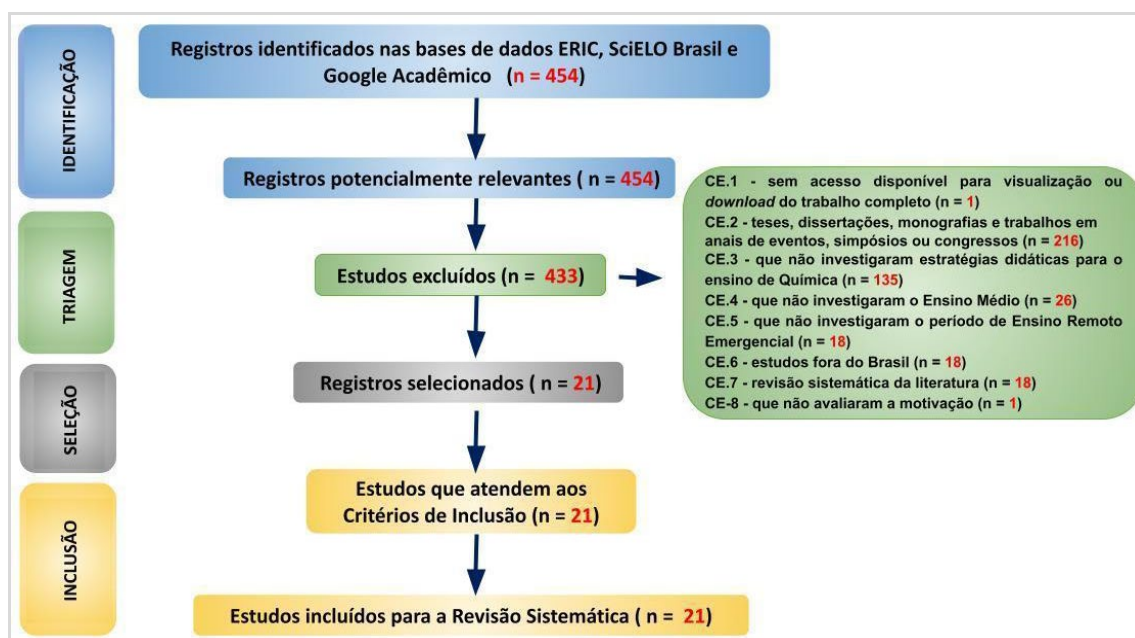 IDENTIFICAÇÃO
Registros identificados nas bases de dados ERIC, SciELO Brasil e
Google Acadêmico (n = 454)
Registros potencialmente relevantes ( n = 454)
TRIAGEM
Estudos excluídos (n = 433)
CE.1 - sem acesso disponível para visualização ou
download do trabalho completo (n = 1)
CE.2 - teses, dissertações, monografias e trabalhos em
anais de eventos, simpósios ou congressos (n = 216)
CE.3 - que não investigaram estratégias didáticas para o
ensino de Química (n = 135)
CE.4 - que não investigaram o Ensino Médio (n = 26)
CE.5 - que não investigaram o período de Ensino Remoto
Emergencial (n = 18)
CE.6 - estudos fora do Brasil (n = 18)
CE.7 - revisão sistemática da literatura (n = 18)
CE-8 - que não avaliaram a motivação (n = 1)
SELEÇÃO
Registros selecionados ( n = 21)
INCLUSÃO
Estudos que atendem aos
Critérios de Inclusão (n = 21)
Estudos incluídos para a Revisão Sistemática ( n = 21)